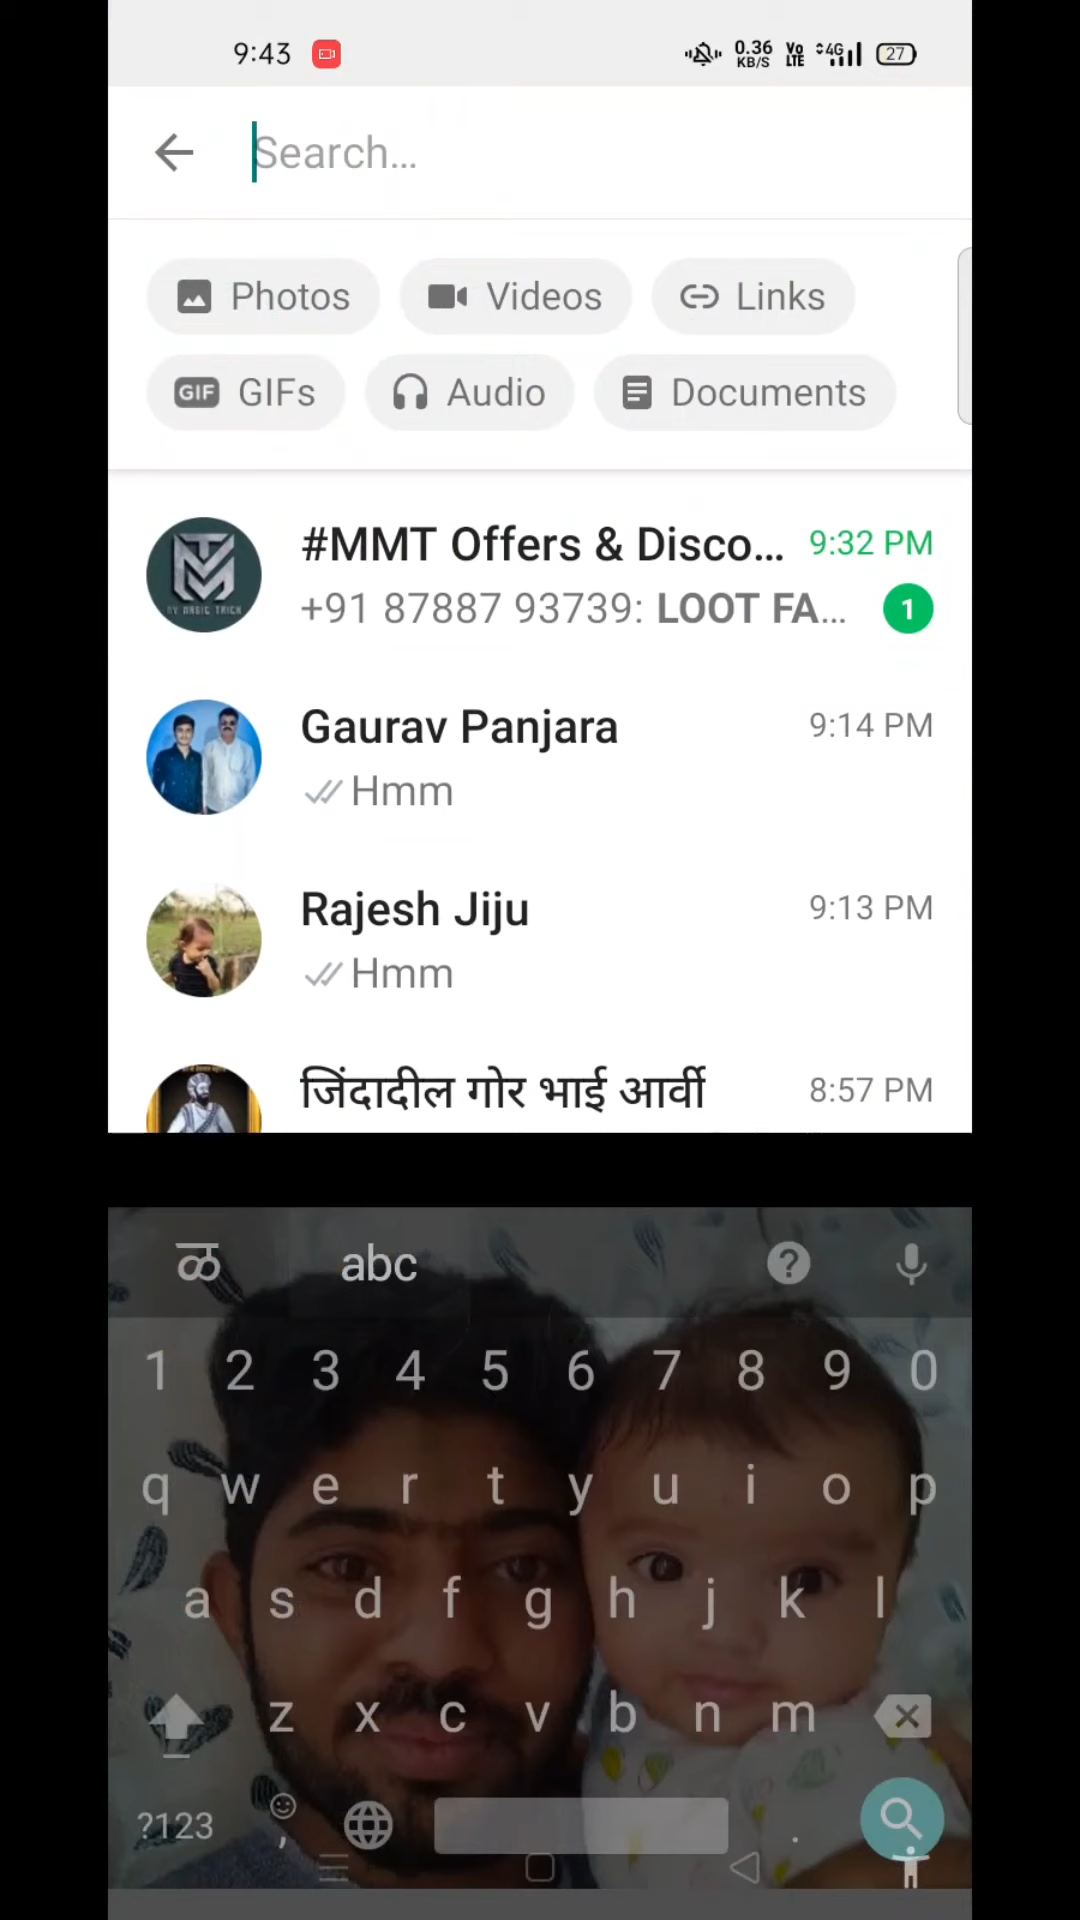 9:43 0.36 KB/S Vo LTE 4G 27
Search...
Photos Videos Links
GIF GIFs Audio Documents
#MMT Offers & Disco... 9:32 PM
+91 87887 93739: LOOT FA... 1
Gaurav Panjara 9:14 PM
Hmm
Rajesh Jiju 9:13 PM
Hmm
जिंदादील गोर भाई आर्वी 8:57 PM
ळ abc ?
1 2 3 4 5 6 7 8 9 0
q w e r t y u i o p
a s d f g h j k l
z x c v b n m
?123 , .